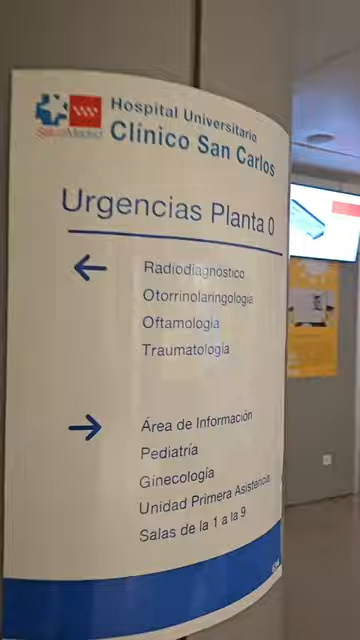 SaludMadrid
Hospital Universitario
Clínico San Carlos
Urgencias Planta 0
Radiodiagnóstico
Otorrinolaringología
Oftamología
Traumatología
Área de Información
Pediatría
Ginecología
Unidad Primera Asistencia
Salas de la 1 a la 9